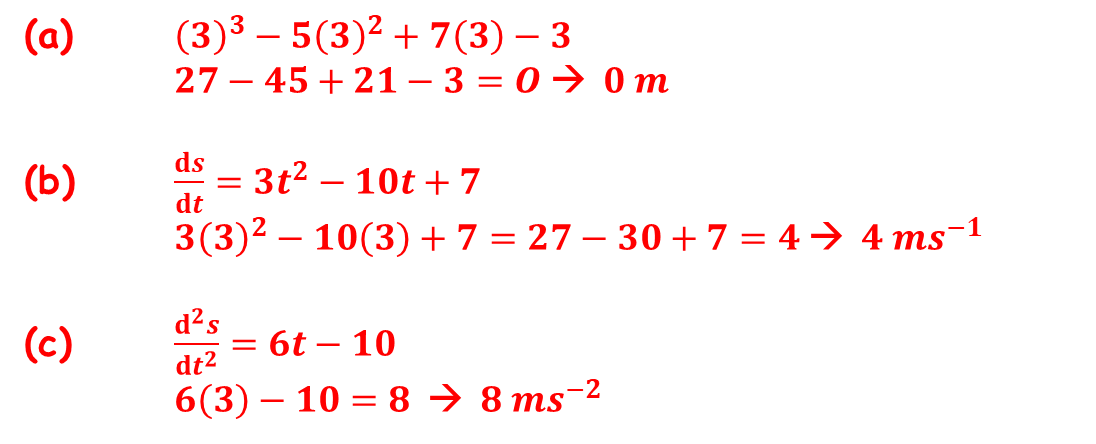 (a) (3)³ – 5(3)² + 7(3) – 3
27 – 45 + 21 – 3 = 0 → 0 m
(b) ds/dt = 3t² – 10t + 7
3(3)² – 10(3) + 7 = 27 – 30 + 7 = 4 → 4 ms⁻¹
(c) d²s/dt² = 6t – 10
6(3) – 10 = 8 → 8 ms⁻²